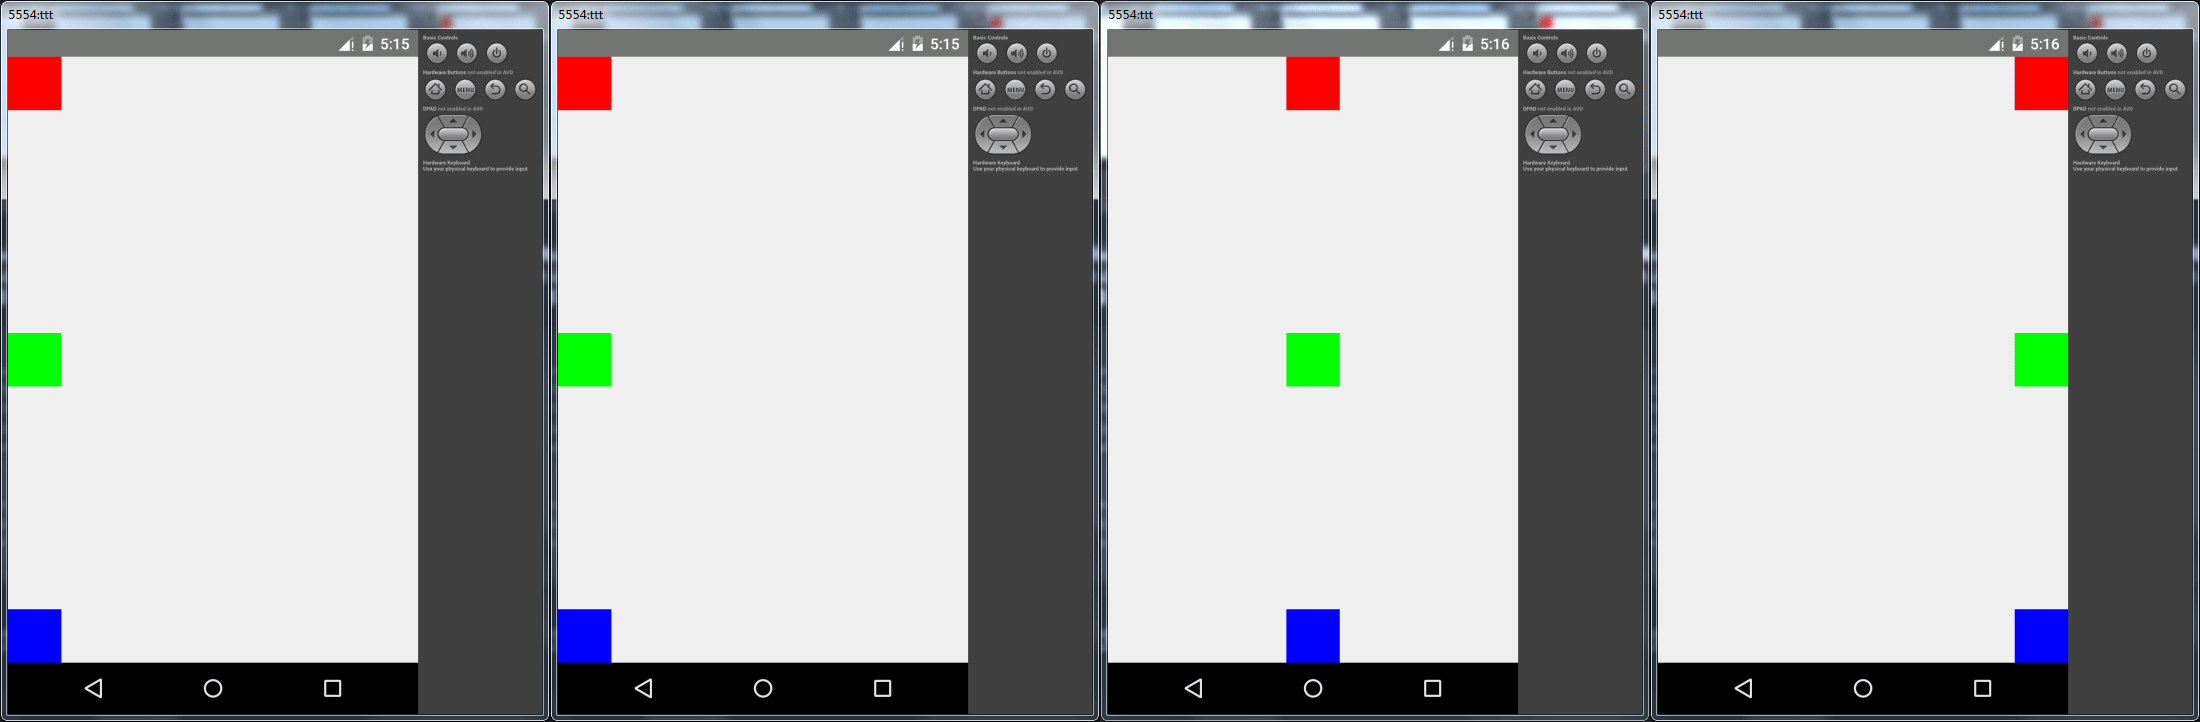 5554:ttt
5:15
Basic Controls
Hardware Buttons not enabled in AVD
MENU
DPAD not enabled in AVD
Hardware Keyboard
Use your physical keyboard to provide input
5554:ttt
5:15
Basic Controls
Hardware Buttons not enabled in AVD
MENU
DPAD not enabled in AVD
Hardware Keyboard
Use your physical keyboard to provide input
5554:ttt
5:16
Basic Controls
Hardware Buttons not enabled in AVD
MENU
DPAD not enabled in AVD
Hardware Keyboard
Use your physical keyboard to provide input
5554:ttt
5:16
Basic Controls
Hardware Buttons not enabled in AVD
MENU
DPAD not enabled in AVD
Hardware Keyboard
Use your physical keyboard to provide input